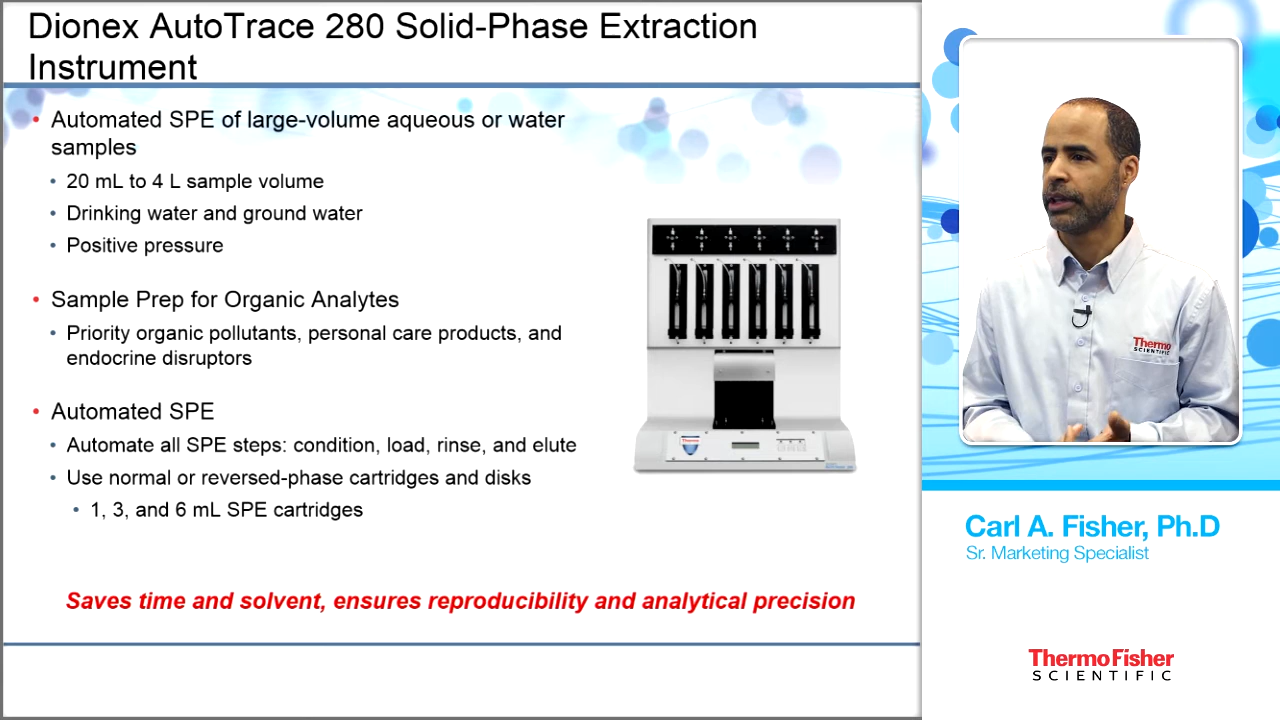 Dionex AutoTrace 280 Solid-Phase Extraction
Instrument
• Automated SPE of large-volume aqueous or water
samples
• 20 mL to 4 L sample volume
• Drinking water and ground water
• Positive pressure
• Sample Prep for Organic Analytes
• Priority organic pollutants, personal care products, and
endocrine disruptors
• Automated SPE
• Automate all SPE steps: condition, load, rinse, and elute
• Use normal or reversed-phase cartridges and disks
• 1, 3, and 6 mL SPE cartridges
Saves time and solvent, ensures reproducibility and analytical precision
Thermo
SCIENTIFIC
Carl A. Fisher, Ph.D
Sr. Marketing Specialist
ThermoFisher
SCIENTIFIC